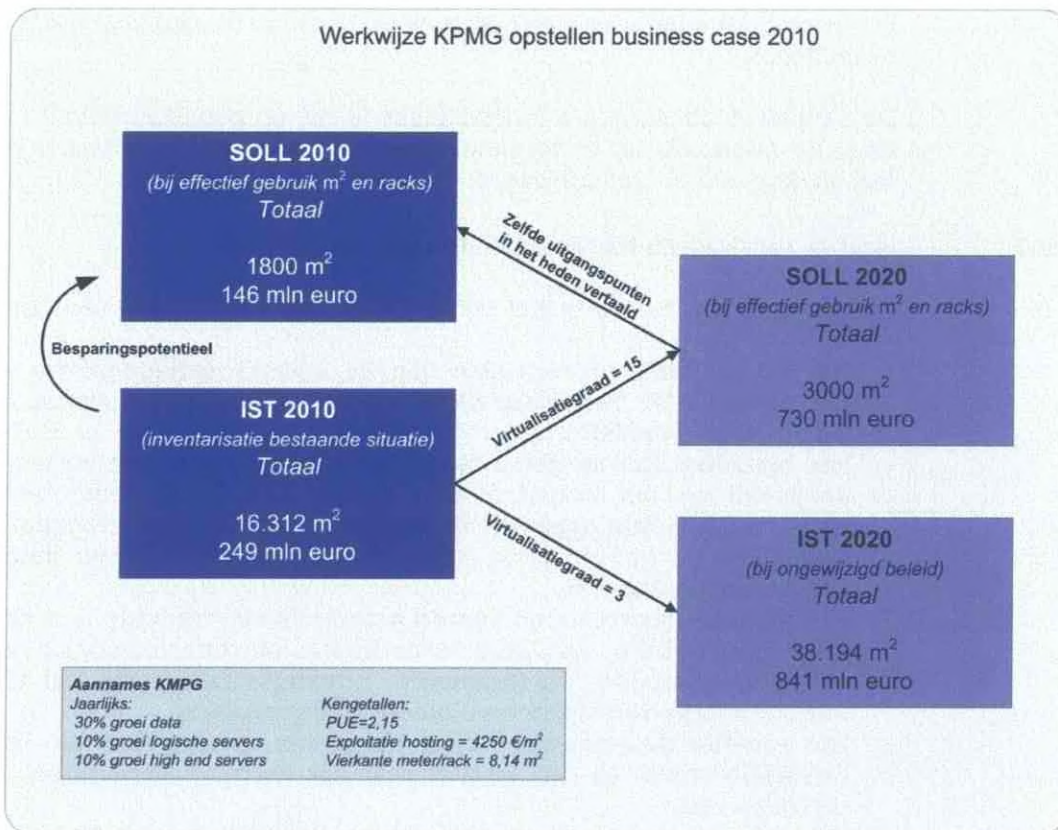 Werkwijze KPMG opstellen business case 2010
SOLL 2010
(bij effectief gebruik m² en racks)
Totaal
1800 m²
146 mln euro
Zelfde uitgangspunten
in het heden vertaald
SOLL 2020
(bij effectief gebruik m² en racks)
Totaal
3000 m²
730 mln euro
Besparingspotentieel
Virtualisatiegraad = 15
IST 2010
(inventarisatie bestaande situatie)
Totaal
16.312 m²
249 mln euro
Virtualisatiegraad = 3
IST 2020
(bij ongewijzigd beleid)
Totaal
38.194 m²
841 mln euro
Aannames KMPG
Jaarlijks:
30% groei data
10% groei logische servers
10% groei high end servers
Kengetallen:
PUE=2,15
Exploitatie hosting = 4250 €/m²
Vierkante meter/rack = 8,14 m²